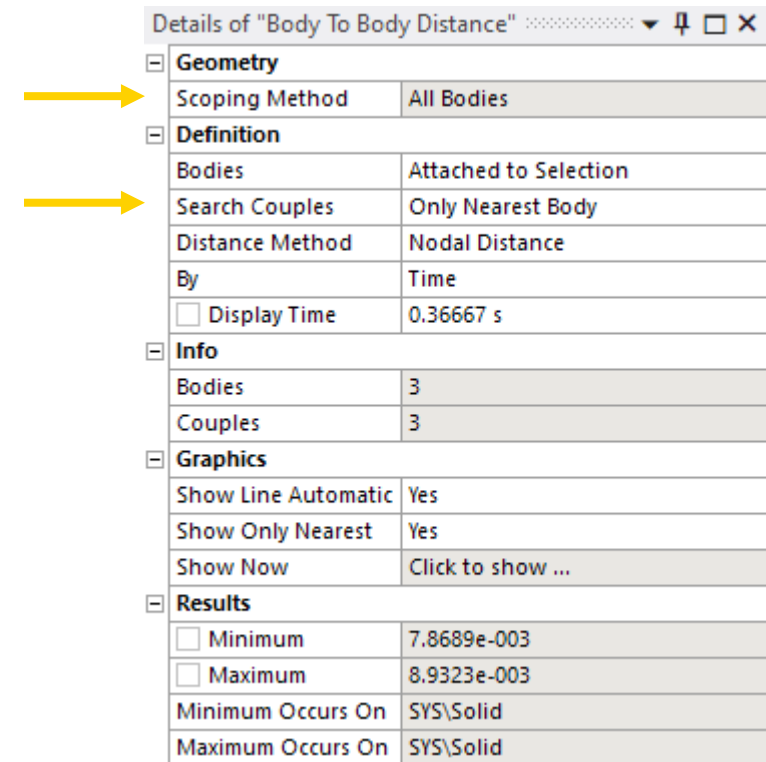 Details of "Body To Body Distance"
Geometry
Scoping Method All Bodies
Definition
Bodies Attached to Selection
Search Couples Only Nearest Body
Distance Method Nodal Distance
By Time
Display Time 0.36667 s
Info
Bodies 3
Couples 3
Graphics
Show Line Automatic Yes
Show Only Nearest Yes
Show Now Click to show ...
Results
Minimum 7.8689e-003
Maximum 8.9323e-003
Minimum Occurs On SYS\Solid
Maximum Occurs On SYS\Solid